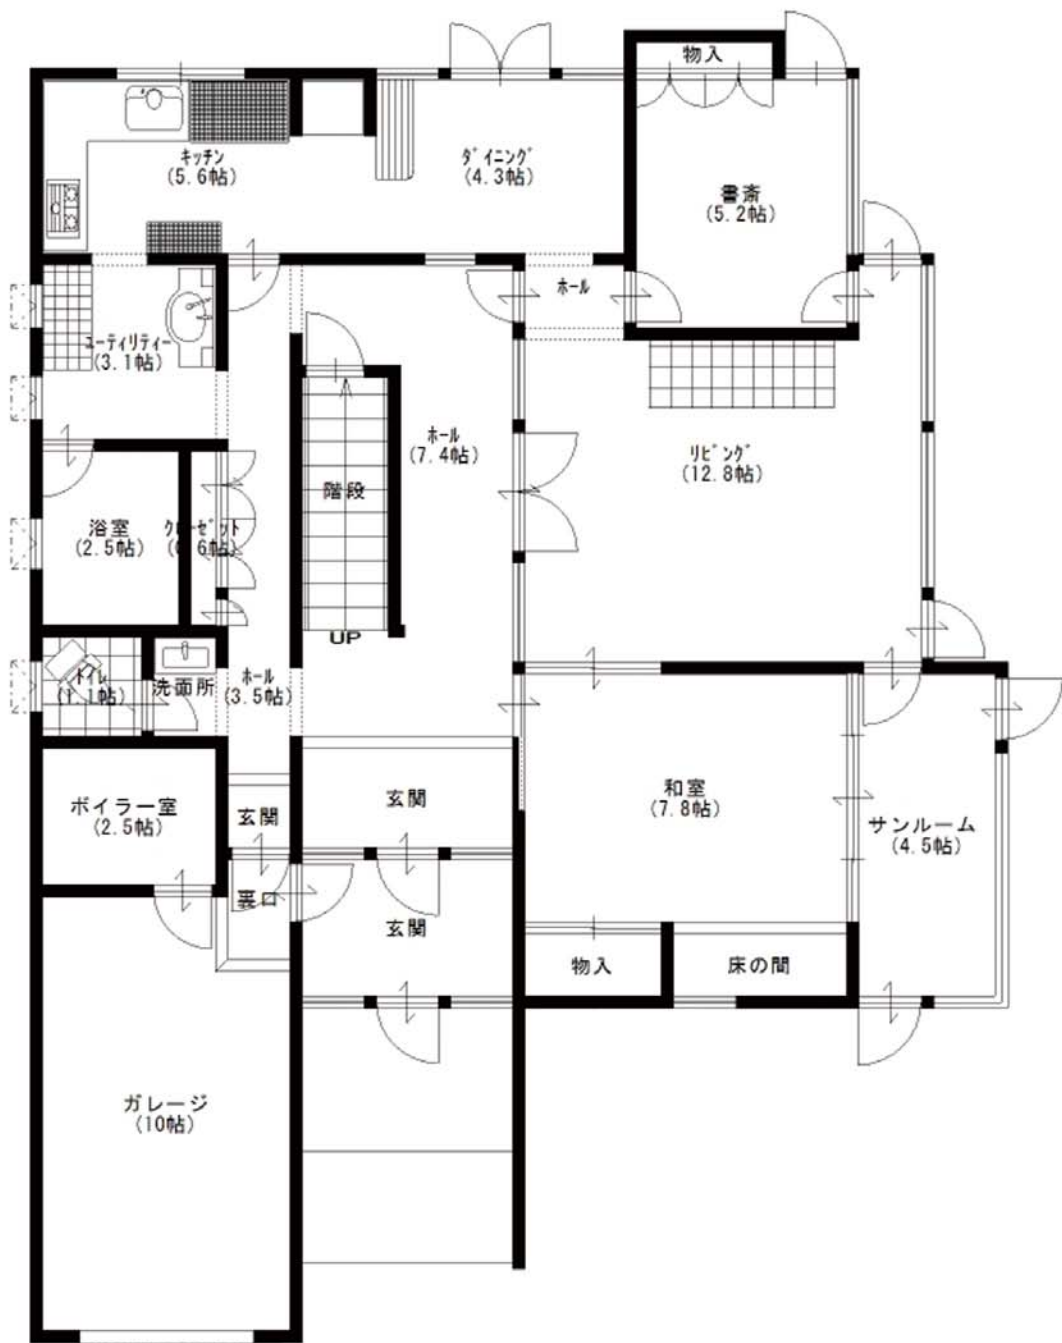 物入
キッチン
(5.6帖)
ダイニング
(4.3帖)
書斎
(5.2帖)
ホール
ユーティリティー
(3.1帖)
ホール
(7.4帖)
リビング
(12.8帖)
階段
浴室
(2.5帖)
クローゼット
UP
トイレ
(1.1帖)
洗面所
ホール
(3.5帖)
ボイラー室
(2.5帖)
玄関
玄関
和室
(7.8帖)
サンルーム
(4.5帖)
裏口
玄関
物入
床の間
ガレージ
(10帖)